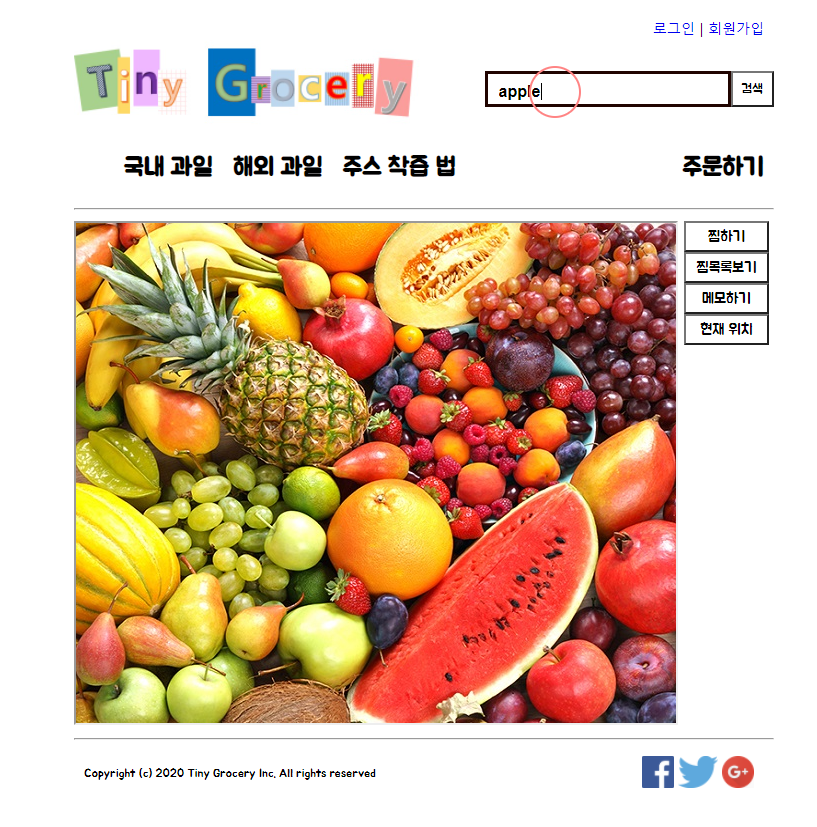 로그인 | 회원가입
Tiny Grocery
apple
검색
국내 과일 해외 과일 주스 착즙 법 주문하기
찜하기
찜목록보기
메모하기
현재 위치
Copyright (c) 2020 Tiny Grocery Inc. All rights reserved
f
G+